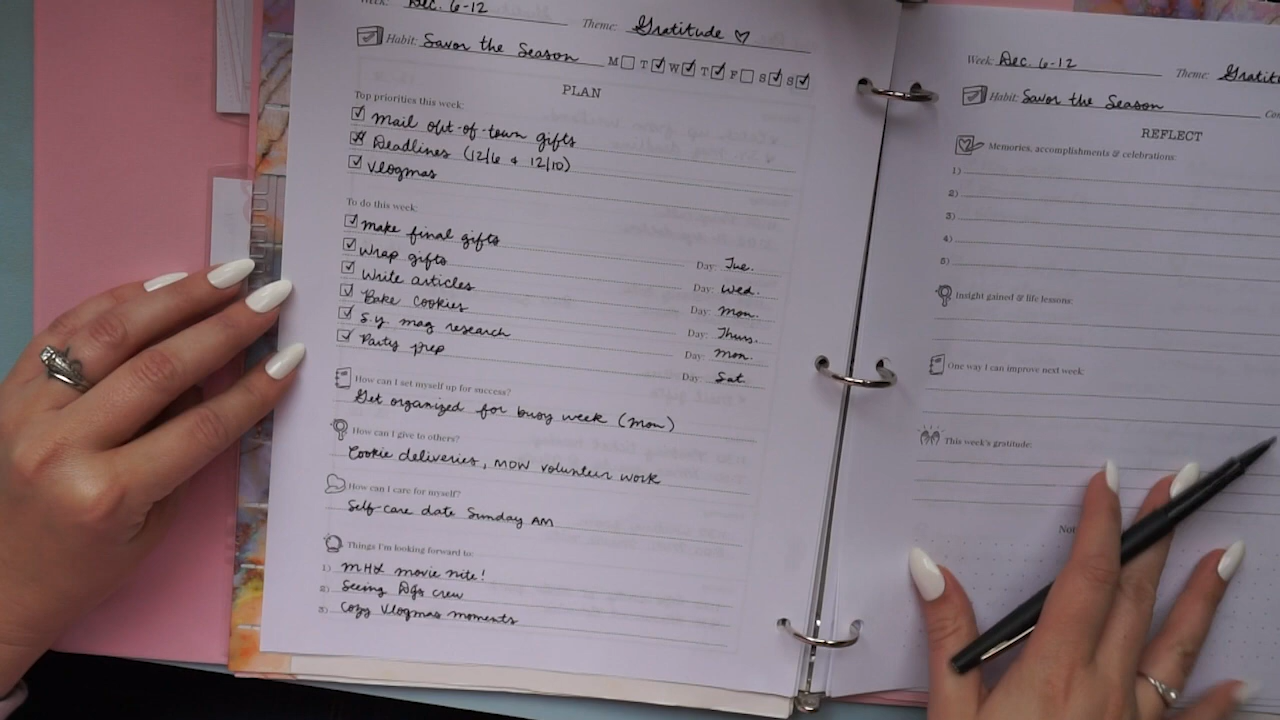 Week: Dec. 6-12 Theme: Gratitude ♡
Habit: Savor the Season M☐ T☑ W☑ T☑ F☐ S☑ S☑
PLAN
Top priorities this week:
☑ Mail out-of-town gifts
☑ Deadlines (12/6 & 12/10)
☑ Vlogmas
To do this week:
☑ Make final gifts Day: Tue.
☑ Wrap gifts Day: Wed.
☑ Write articles Day: Mon.
☑ Bake cookies Day: Thurs.
☑ S.Y. mag research Day: Mon.
☑ Party prep Day: Sat.
How can I set myself up for success?
Get organized for busy week (Mon)
How can I give to others?
Cookie deliveries, MOW volunteer work
How can I care for myself?
Self-care date Sunday AM
Things I'm looking forward to:
1) movie nite!
2) Seeing crew
3) Cozy Vlogmas moments
Week: Dec. 6-12 Theme: Gratit
Habit: Savor the Season
REFLECT
Memories, accomplishments & celebrations:
1)
2)
3)
4)
5)
Insight gained & life lessons:
One way I can improve next week:
This week's gratitude: